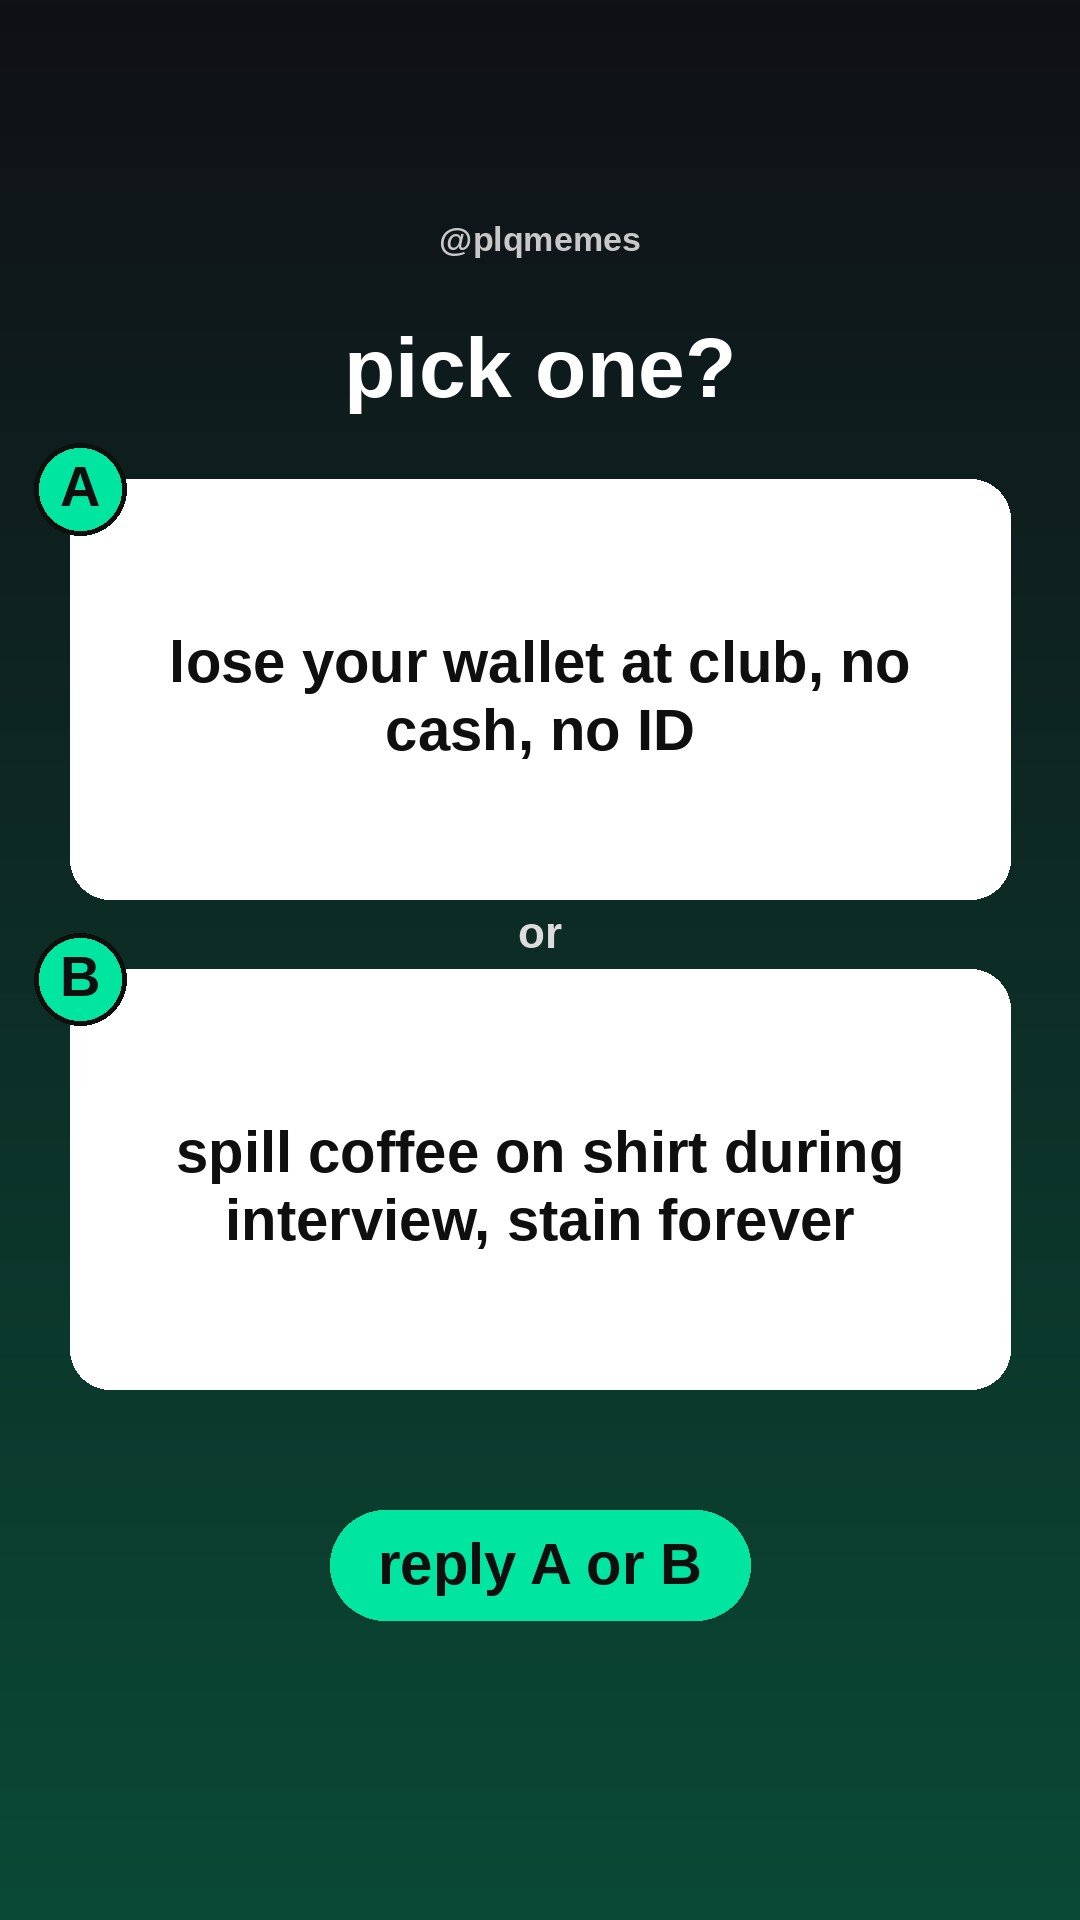 @plqmemes
pick one?
A
lose your wallet at club, no
cash, no ID
or
B
spill coffee on shirt during
interview, stain forever
reply A or B